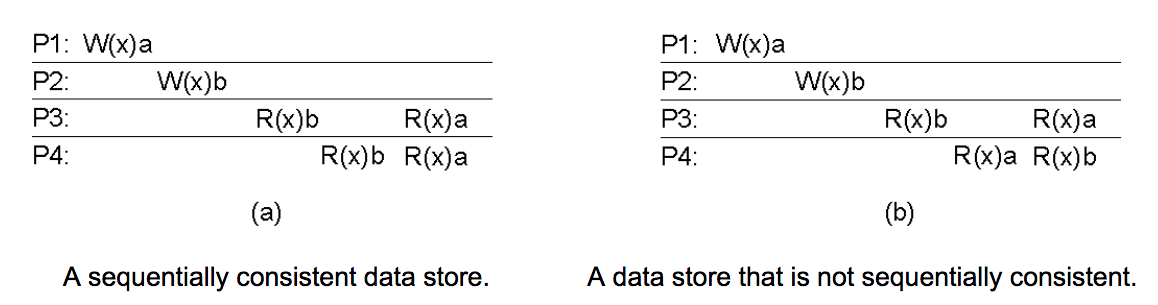 P1: W(x)a
P2: W(x)b
P3: R(x)b R(x)a
P4: R(x)b R(x)a
(a)
A sequentially consistent data store.
P1: W(x)a
P2: W(x)b
P3: R(x)b R(x)a
P4: R(x)a R(x)b
(b)
A data store that is not sequentially consistent.